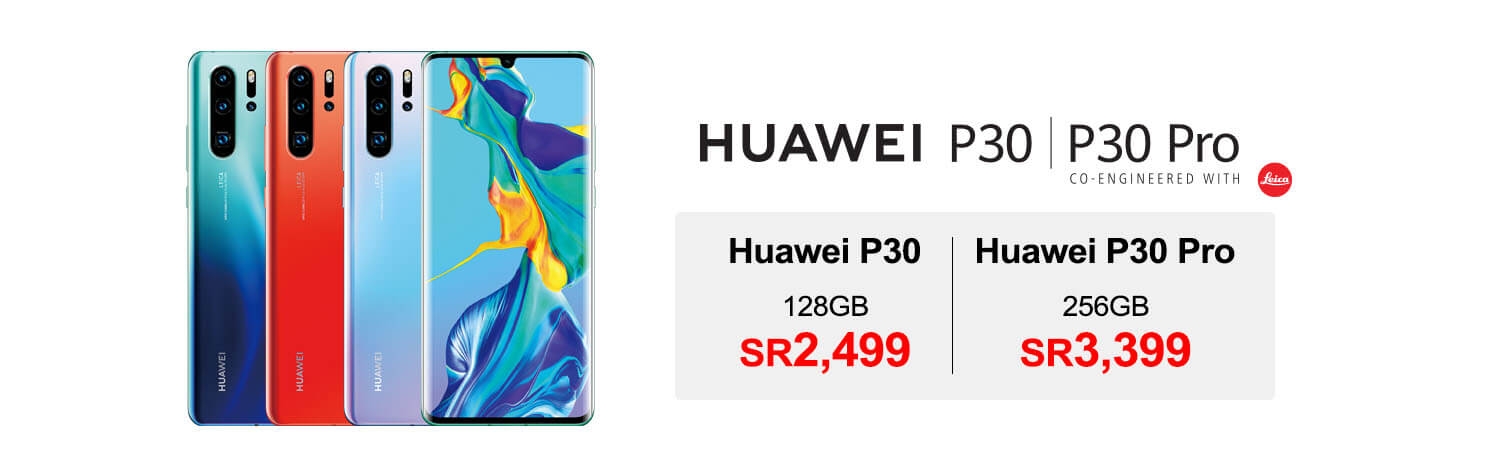 HUAWEI P30 | P30 Pro
CO-ENGINEERED WITH Leica
Huawei P30
128GB
SR2,499
Huawei P30 Pro
256GB
SR3,399
LEICA
LEICA
LEICA
HUAWEI
HUAWEI
HUAWEI